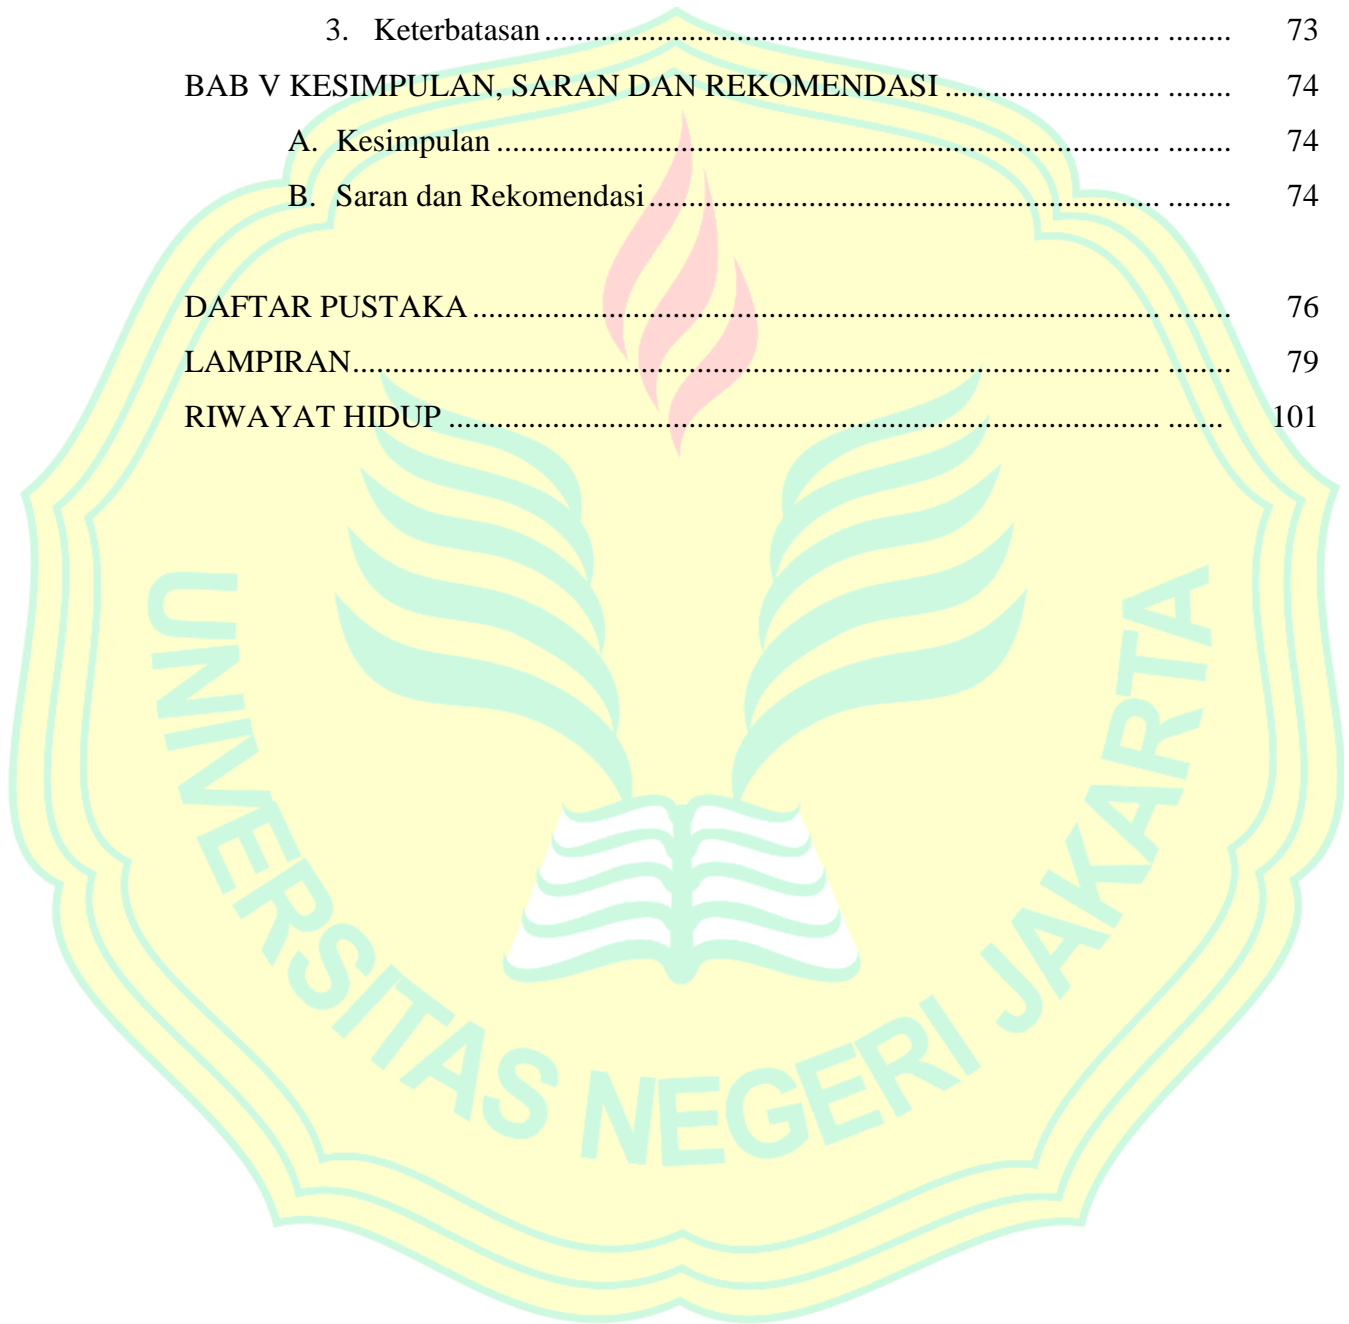 3. Keterbatasan ............................................................................. ........ 73
BAB V KESIMPULAN, SARAN DAN REKOMENDASI ........................... ........ 74
A. Kesimpulan ................................................................................... ........ 74
B. Saran dan Rekomendasi ................................................................ ........ 74
DAFTAR PUSTAKA ...................................................................................... ........ 76
LAMPIRAN..................................................................................................... ........ 79
RIWAYAT HIDUP ......................................................................................... ....... 101
UNIVERSITAS NEGERI JAKARTA